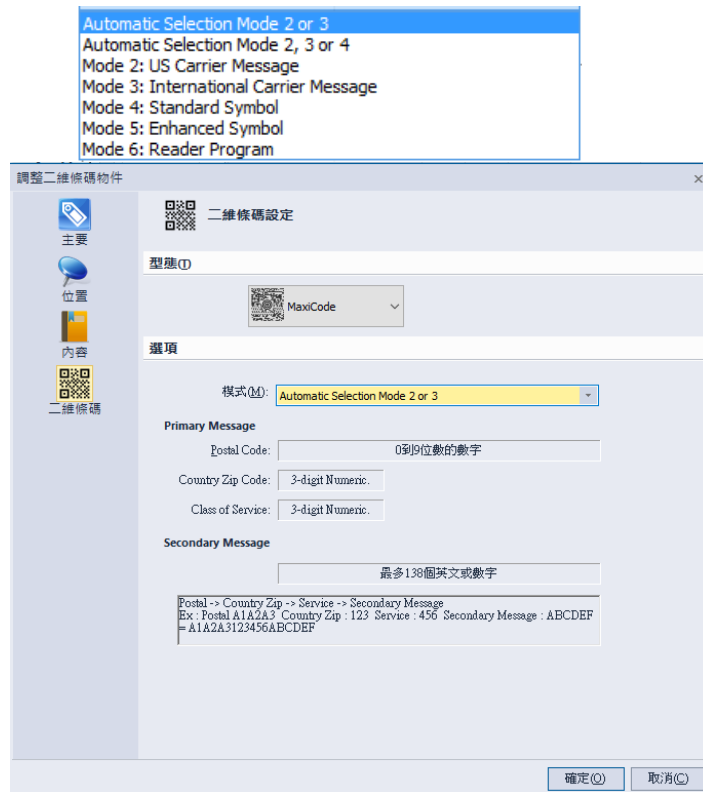 Automatic Selection Mode 2 or 3
Automatic Selection Mode 2, 3 or 4
Mode 2: US Carrier Message
Mode 3: International Carrier Message
Mode 4: Standard Symbol
Mode 5: Enhanced Symbol
Mode 6: Reader Program
調整二維條碼物件
主要
位置
內容
二維條碼
二維條碼設定
型態(T)
MaxiCode
選項
模式(M): Automatic Selection Mode 2 or 3
Primary Message
Postal Code: 0到9位數的數字
Country Zip Code: 3-digit Numeric.
Class of Service: 3-digit Numeric.
Secondary Message
最多138個英文或數字
Postal -> Country Zip -> Service -> Secondary Message
Ex : Postal A1A2A3 Country Zip : 123 Service : 456 Secondary Message : ABCDEF
= A1A2A3123456ABCDEF
確定(O) 取消(C)